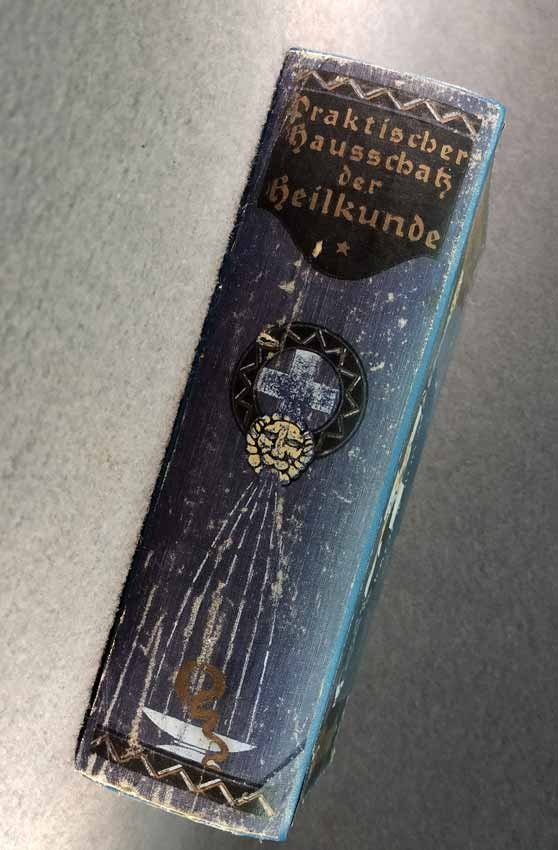 Praktischer
Hausschatz
der
Heilkunde